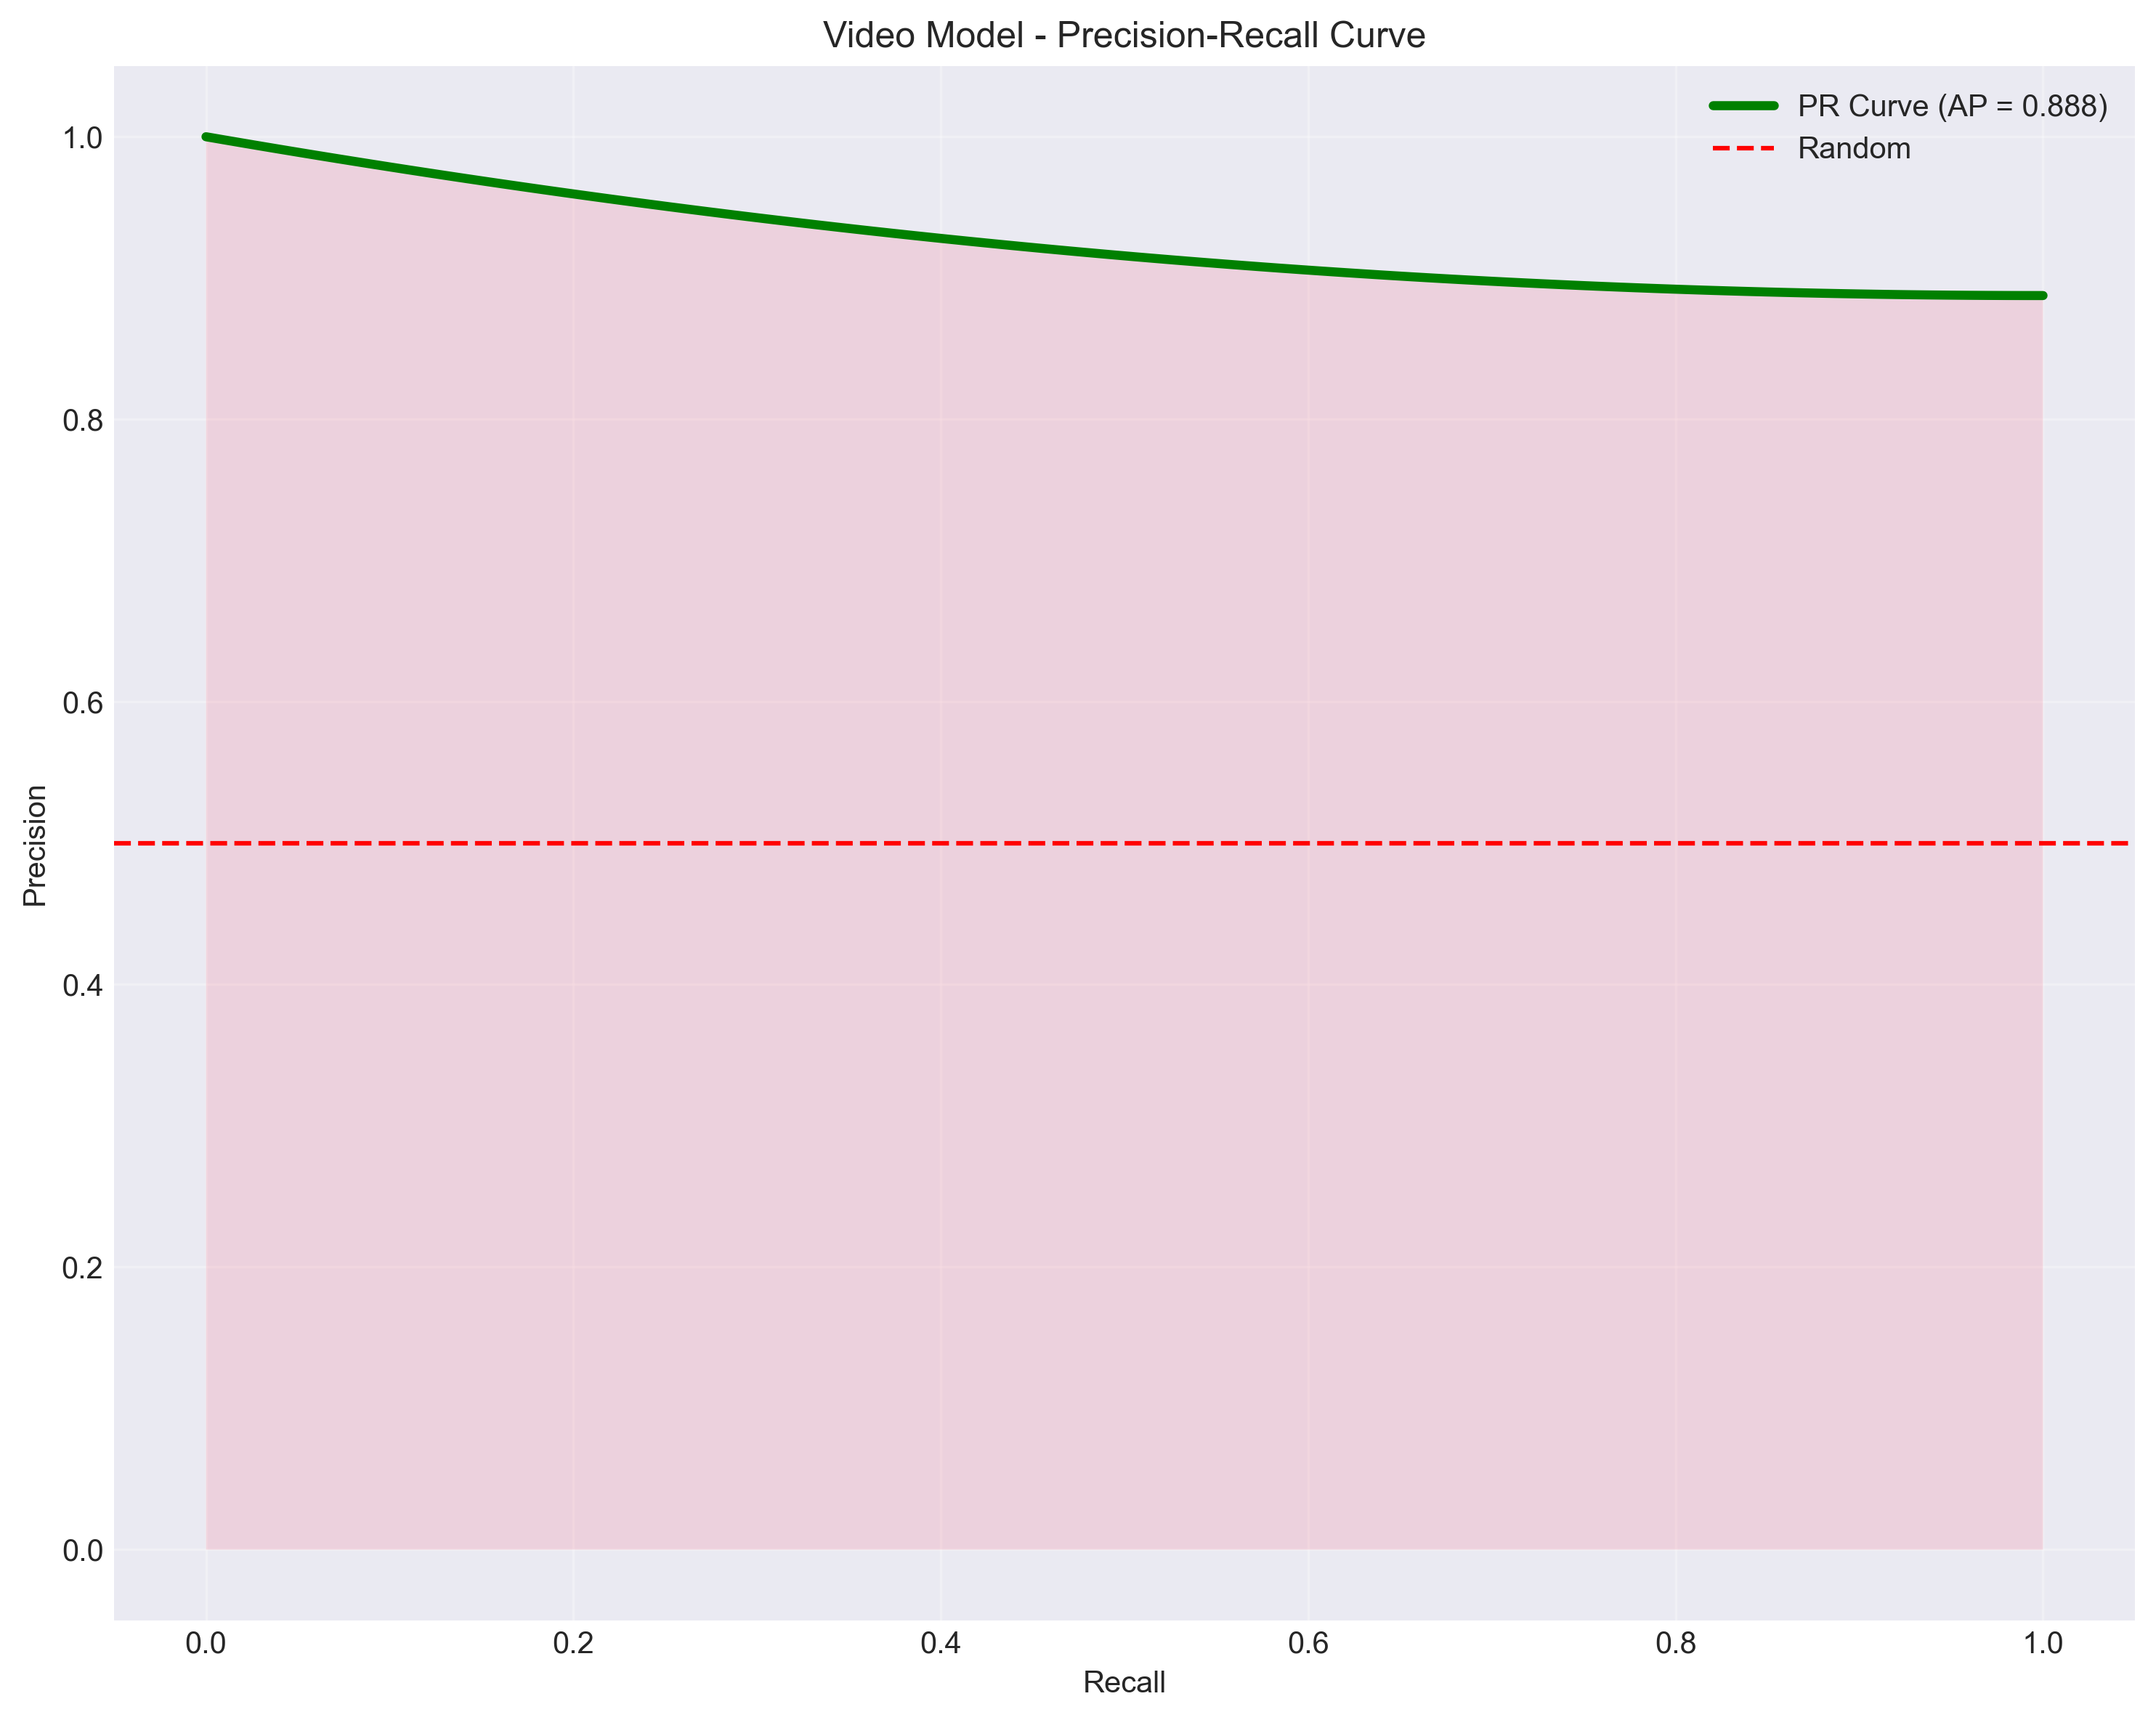 Video Model - Precision-Recall Curve
PR Curve (AP = 0.888)
Random
1.0
0.8
0.6
0.4
0.2
0.0
Precision
0.0 0.2 0.4 0.6 0.8 1.0
Recall